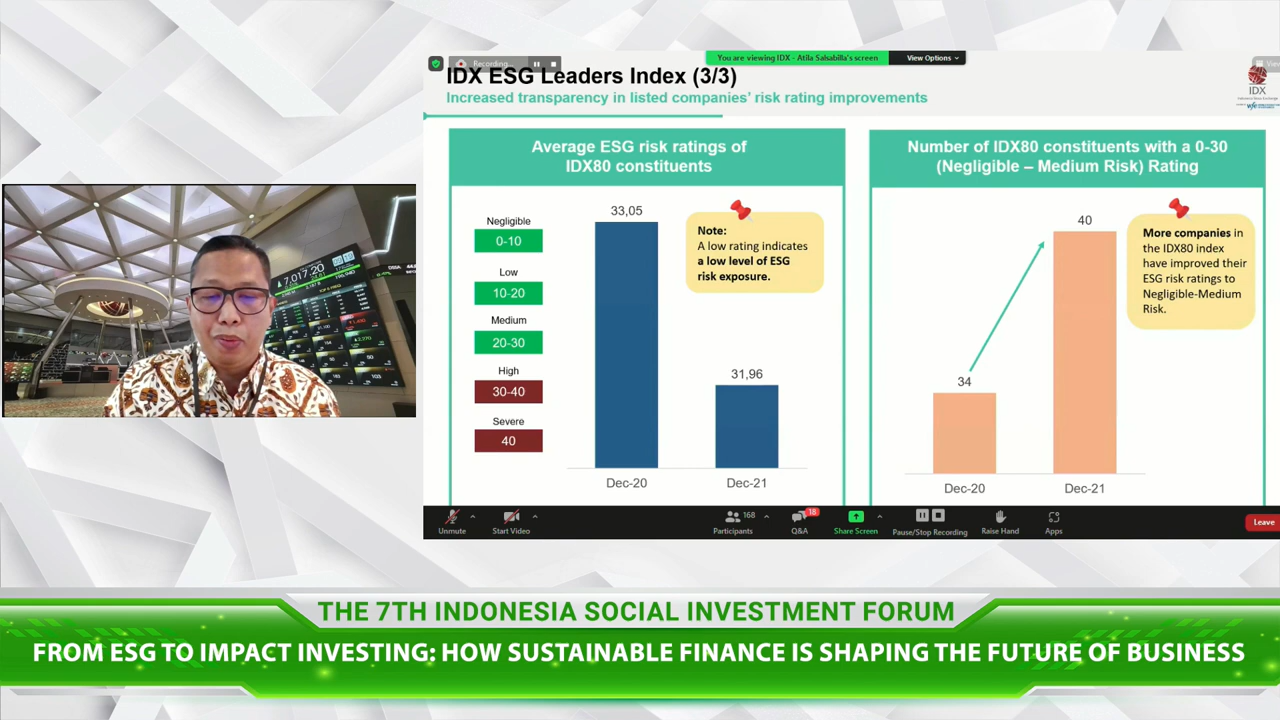 Recording...
You are viewing IDX - Atila Salsabilla's screen
View Options
IDX ESG Leaders Index (3/3)
Increased transparency in listed companies' risk rating improvements
IDX
Average ESG risk ratings of
IDX80 constituents
Negligible
0-10
Low
10-20
Medium
20-30
High
30-40
Severe
40
33,05
31,96
Dec-20
Dec-21
Note:
A low rating indicates
a low level of ESG
risk exposure.
Number of IDX80 constituents with a 0-30
(Negligible – Medium Risk) Rating
34
40
Dec-20
Dec-21
More companies in
the IDX80 index
have improved their
ESG risk ratings to
Negligible-Medium
Risk.
7,017.20
Unmute
Start Video
168
Participants
18
Q&A
Share Screen
Pause/Stop Recording
Raise Hand
Apps
Leave
THE 7TH INDONESIA SOCIAL INVESTMENT FORUM
FROM ESG TO IMPACT INVESTING: HOW SUSTAINABLE FINANCE IS SHAPING THE FUTURE OF BUSINESS